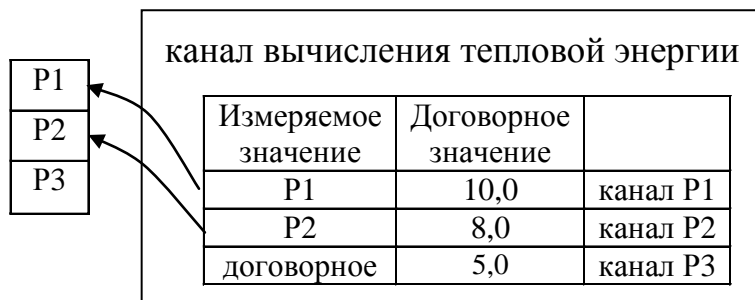 канал вычисления тепловой энергии
P1
P2
P3
Измеряемое Договорное
значение значение
P1 10,0 канал P1
P2 8,0 канал P2
договорное 5,0 канал P3